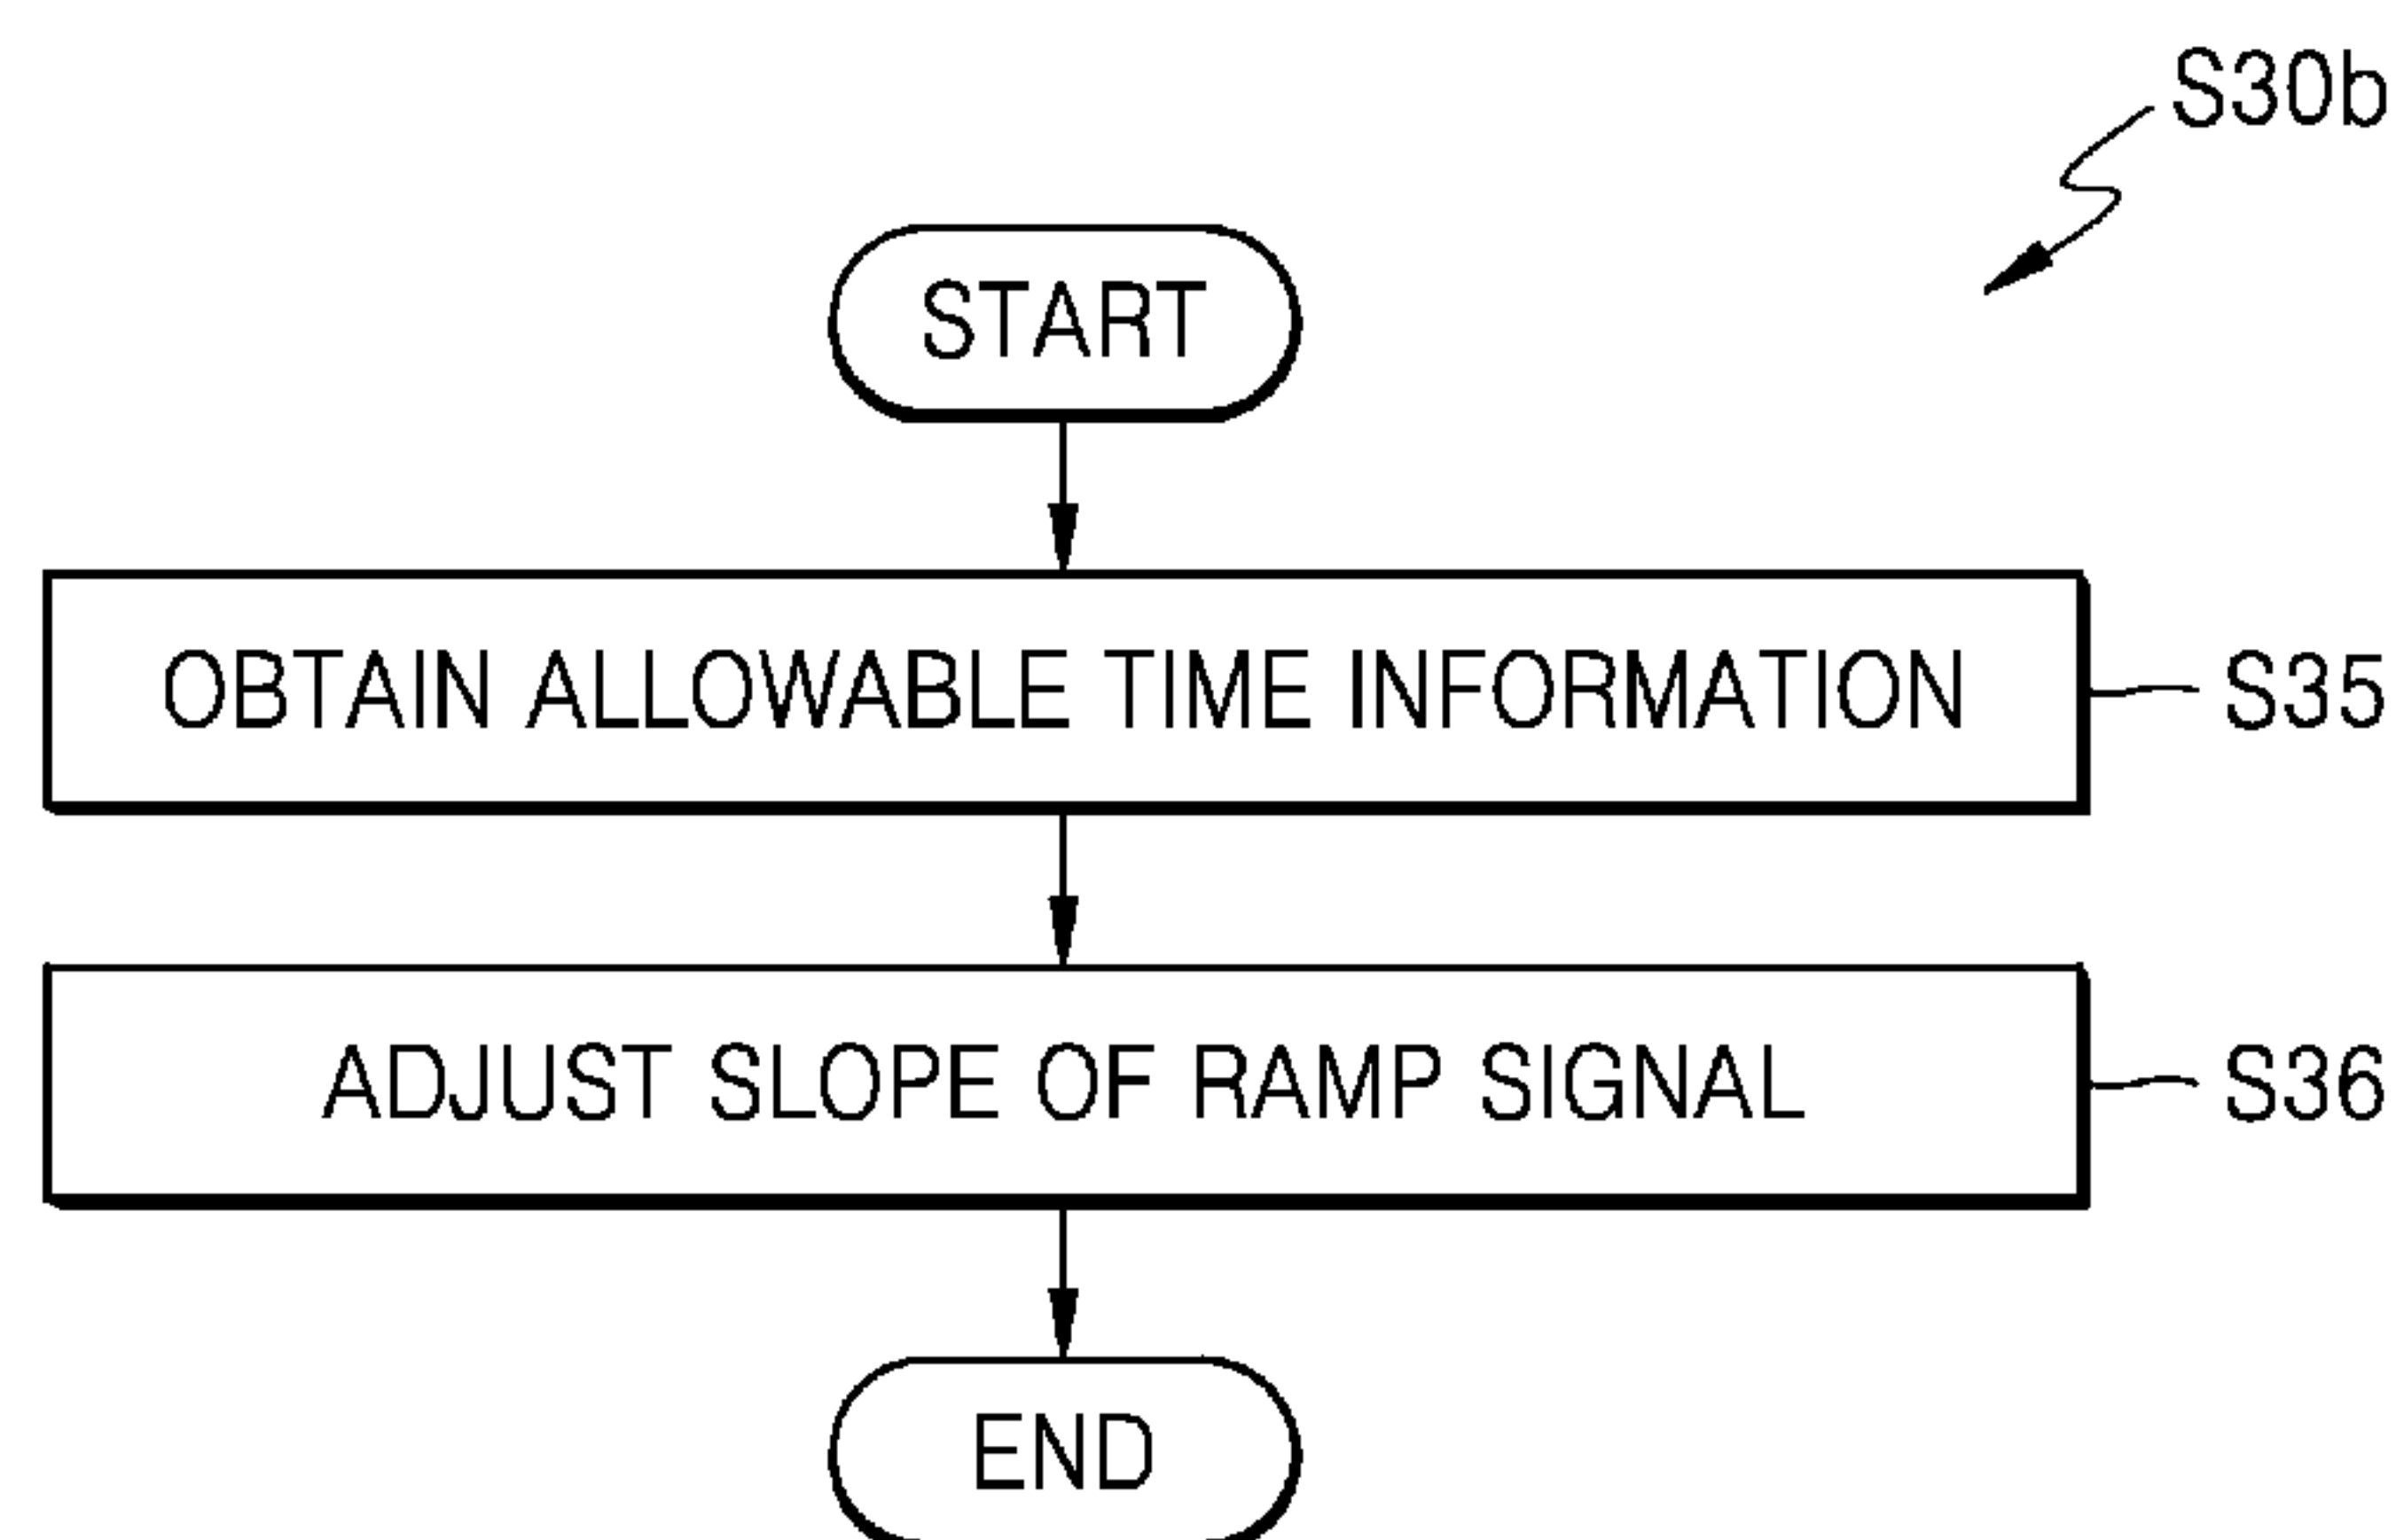 S30b
START
OBTAIN ALLOWABLE TIME INFORMATION
S35
ADJUST SLOPE OF RAMP SIGNAL
S36
END